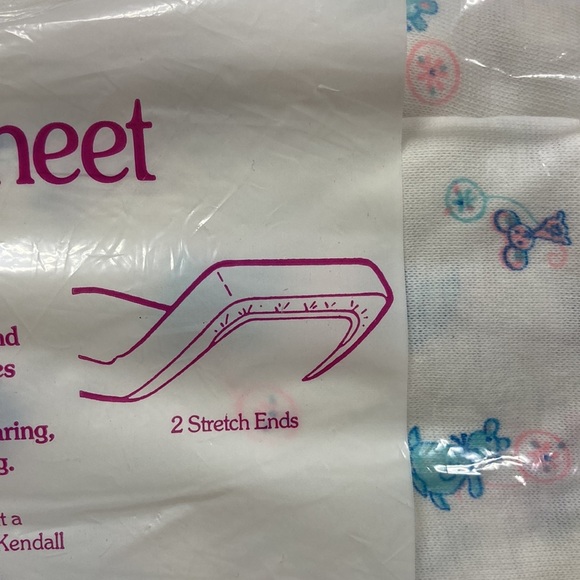 heet
nd
es
2 Stretch Ends
aring,
g.
t a
Kendall